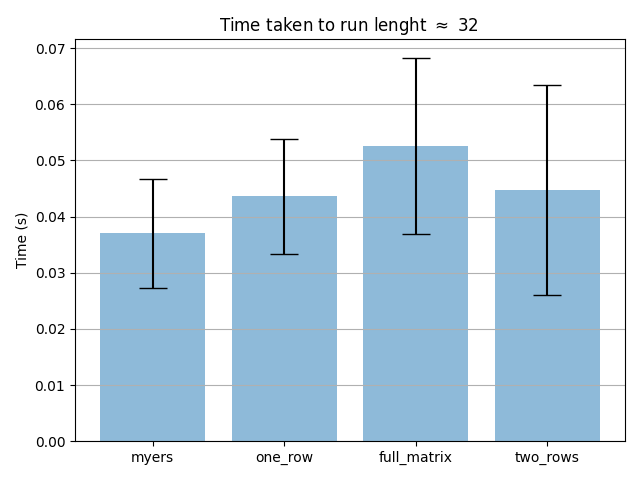 Time taken to run lenght ≈ 32
0.07
0.06
0.05
0.04
0.03
0.02
0.01
0.00
Time (s)
myers one_row full_matrix two_rows